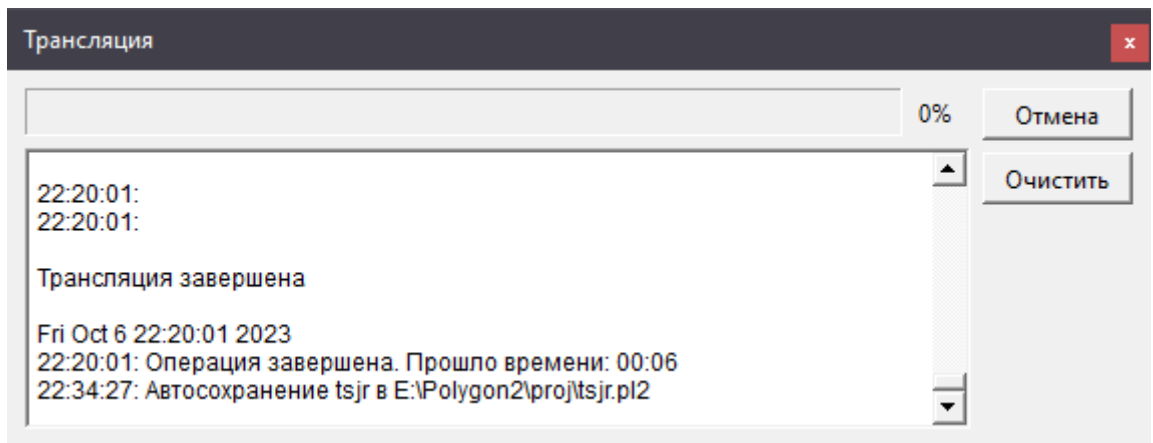 Трансляция
x
0%
Отмена
Очистить
22:20:01:
22:20:01:
Трансляция завершена
Fri Oct 6 22:20:01 2023
22:20:01: Операция завершена. Прошло времени: 00:06
22:34:27: Автосохранение tsjr в E:\Polygon2\proj\tsjr.pl2